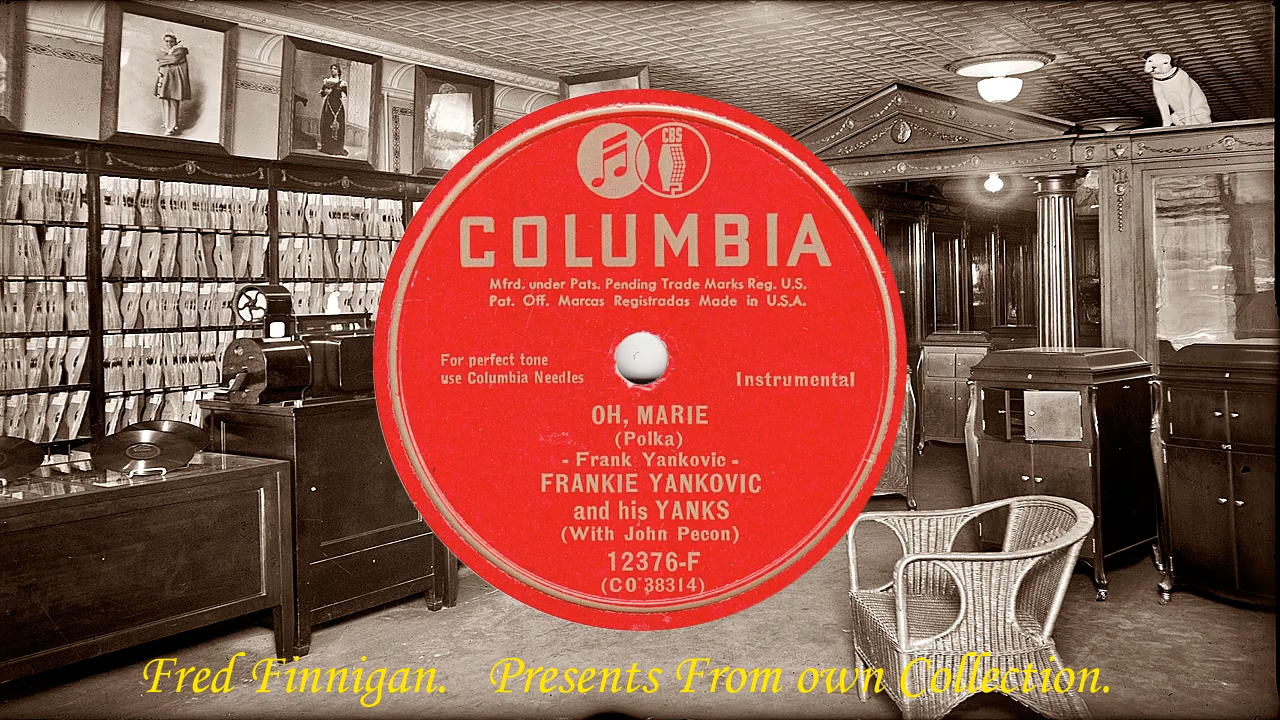 CBS
COLUMBIA
Mfrd. under Pats. Pending Trade Marks Reg. U.S.
Pat. Off. Marcas Registradas Made in U.S.A.
For perfect tone
use Columbia Needles
Instrumental
OH, MARIE
(Polka)
- Frank Yankovic -
FRANKIE YANKOVIC
and his YANKS
(With John Pecon)
12376-F
(CO 38314)
Fred Finnigan. Presents From own Collection.